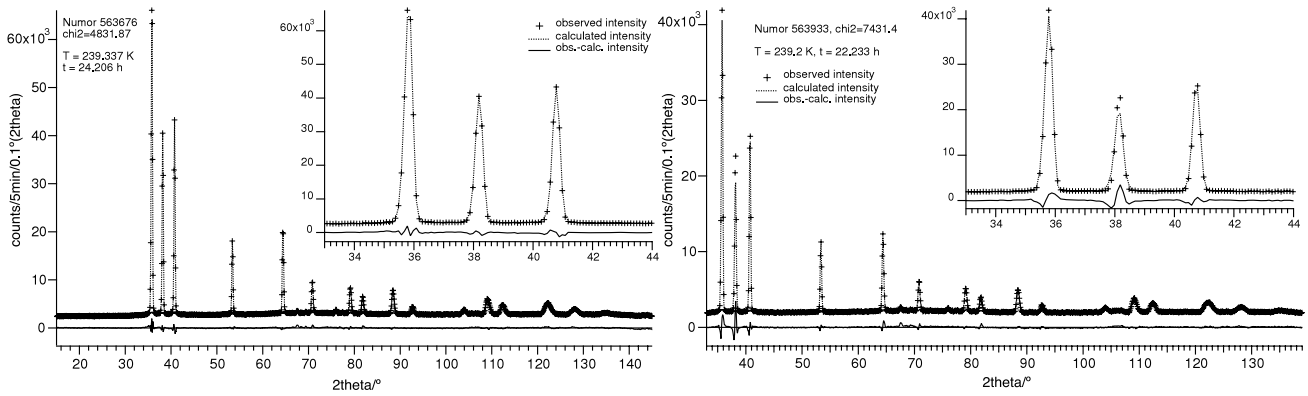 Numor 563676
chi2=4831.87
T = 239.337 K
t = 24.206 h
observed intensity
calculated intensity
obs.-calc. intensity
counts/5min/0.1°(2theta)
60x10³
50
40
30
20
10
0
20 30 40 50 60 70 80 90 100 110 120 130 140
2theta/°
60x10³
50
40
30
20
10
0
34 36 38 40 42 44
Numor 563933, chi2=7431.4
T = 239.2 K, t = 22.233 h
observed intensity
calculated intensity
obs.-calc. intensity
counts/5min/0.1°(2theta)
40x10³
30
20
10
0
40 50 60 70 80 90 100 110 120 130
2theta/°
40x10³
30
20
10
0
34 36 38 40 42 44